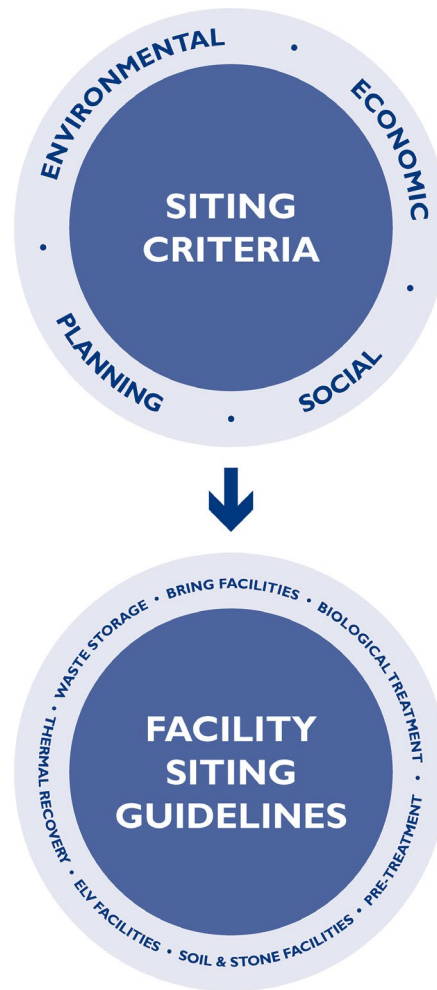 ENVIRONMENTAL • ECONOMIC • SOCIAL • PLANNING •
SITING
CRITERIA
BRING FACILITIES • BIOLOGICAL TREATMENT • PRE-TREATMENT • SOIL & STONE FACILITIES • ELV FACILITIES • THERMAL RECOVERY • WASTE STORAGE •
FACILITY
SITING
GUIDELINES